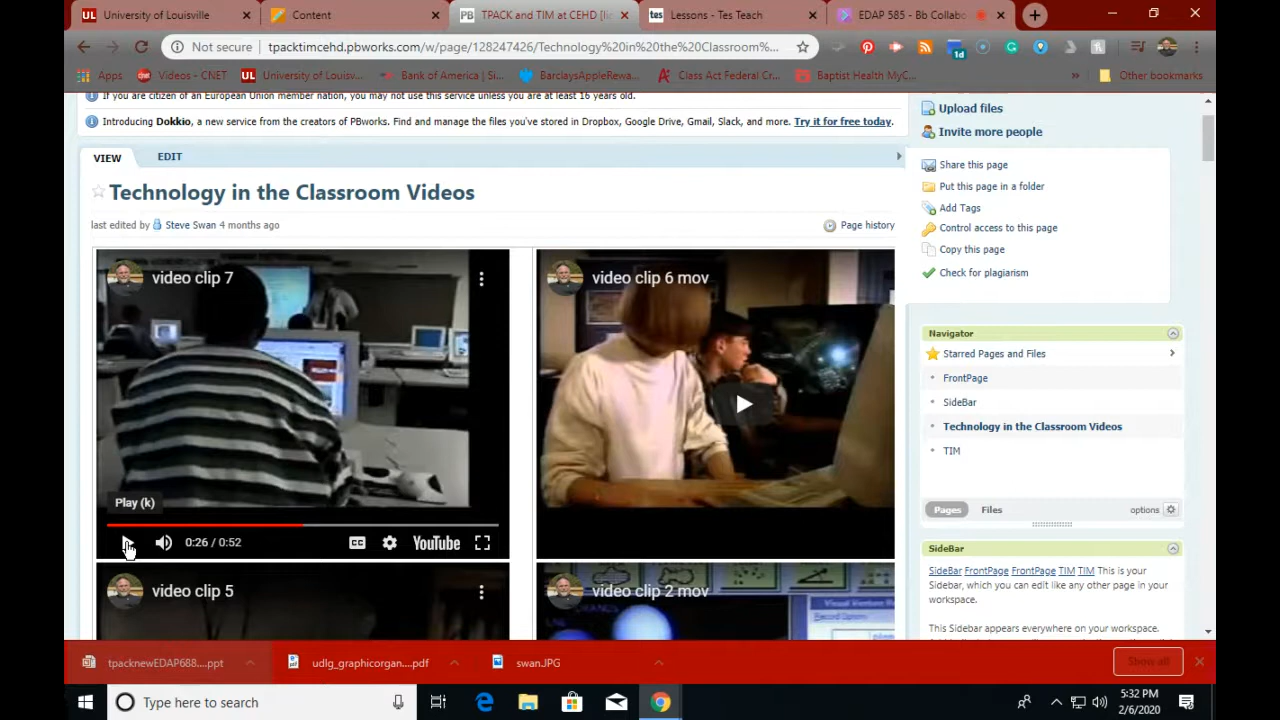 University of Louisville
Content
TPACK and TIM at CEHD [li
Lessons - Tes Teach
EDAP 585 - Bb Collabo
Not secure
tpacktimcehd.pbworks.com/w/page/128247426/Technology%20in%20the%20Classroom%...
1d
Apps
Videos - CNET
University of Louisv...
Bank of America | Si...
BarclaysAppleRewa...
Class Act Federal Cr...
Baptist Health MyC...
Other bookmarks
If you are citizen of an European Union member nation, you may not use this service unless you are at least 16 years old.
Introducing Dokkio, a new service from the creators of PBworks. Find and manage the files you've stored in Dropbox, Google Drive, Gmail, Slack, and more. Try it for free today.
VIEW
EDIT
Technology in the Classroom Videos
last edited by Steve Swan 4 months ago
Page history
video clip 7
video clip 6 mov
Play (k)
0:26 / 0:52
YouTube
video clip 5
video clip 2 mov
Upload files
Invite more people
Share this page
Put this page in a folder
Add Tags
Control access to this page
Copy this page
Check for plagiarism
Navigator
Starred Pages and Files
FrontPage
SideBar
Technology in the Classroom Videos
TIM
Pages
Files
options
SideBar
SideBar FrontPage FrontPage TIM TIM This is your
Sidebar, which you can edit like any other page in your
workspace.
This Sidebar appears everywhere on your workspace.
tpacknewEDAP688....ppt
udlg_graphicorgan....pdf
swan.JPG
Show all
Type here to search
5:32 PM
2/6/2020